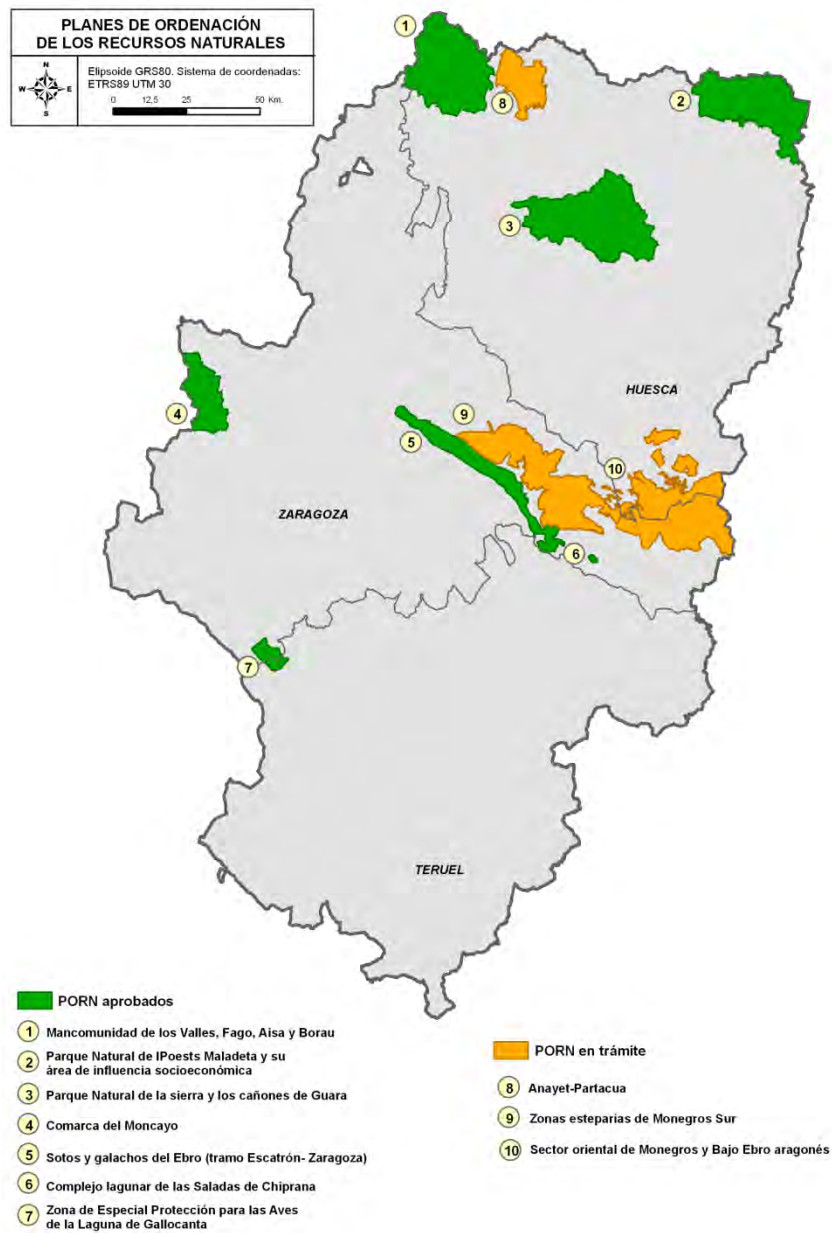 PLANES DE ORDENACIÓN
DE LOS RECURSOS NATURALES
N
W E
S
Elipsoide GRS80. Sistema de coordenadas:
ETRS89 UTM 30
0 12,5 25 50 Km.
1
8
2
3
HUESCA
4
9
5
10
ZARAGOZA
6
7
TERUEL
PORN aprobados
1 Mancomunidad de los Valles, Fago, Aisa y Borau
2 Parque Natural de lPoests Maladeta y su
área de influencia socioeconómica
3 Parque Natural de la sierra y los cañones de Guara
4 Comarca del Moncayo
5 Sotos y galachos del Ebro (tramo Escatrón- Zaragoza)
6 Complejo lagunar de las Saladas de Chiprana
7 Zona de Especial Protección para las Aves
de la Laguna de Gallocanta
PORN en trámite
8 Anayet-Partacua
9 Zonas esteparias de Monegros Sur
10 Sector oriental de Monegros y Bajo Ebro aragonés